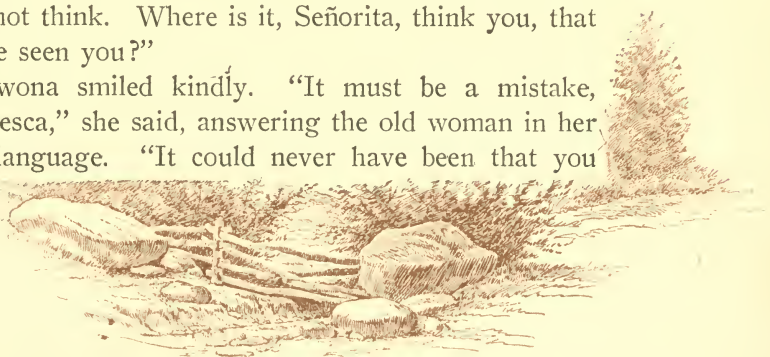 not think. Where is it, Señorita, think you, that
e seen you?”
wona smiled kindly. “It must be a mistake,
esca,” she said, answering the old woman in her
language. “It could never have been that you